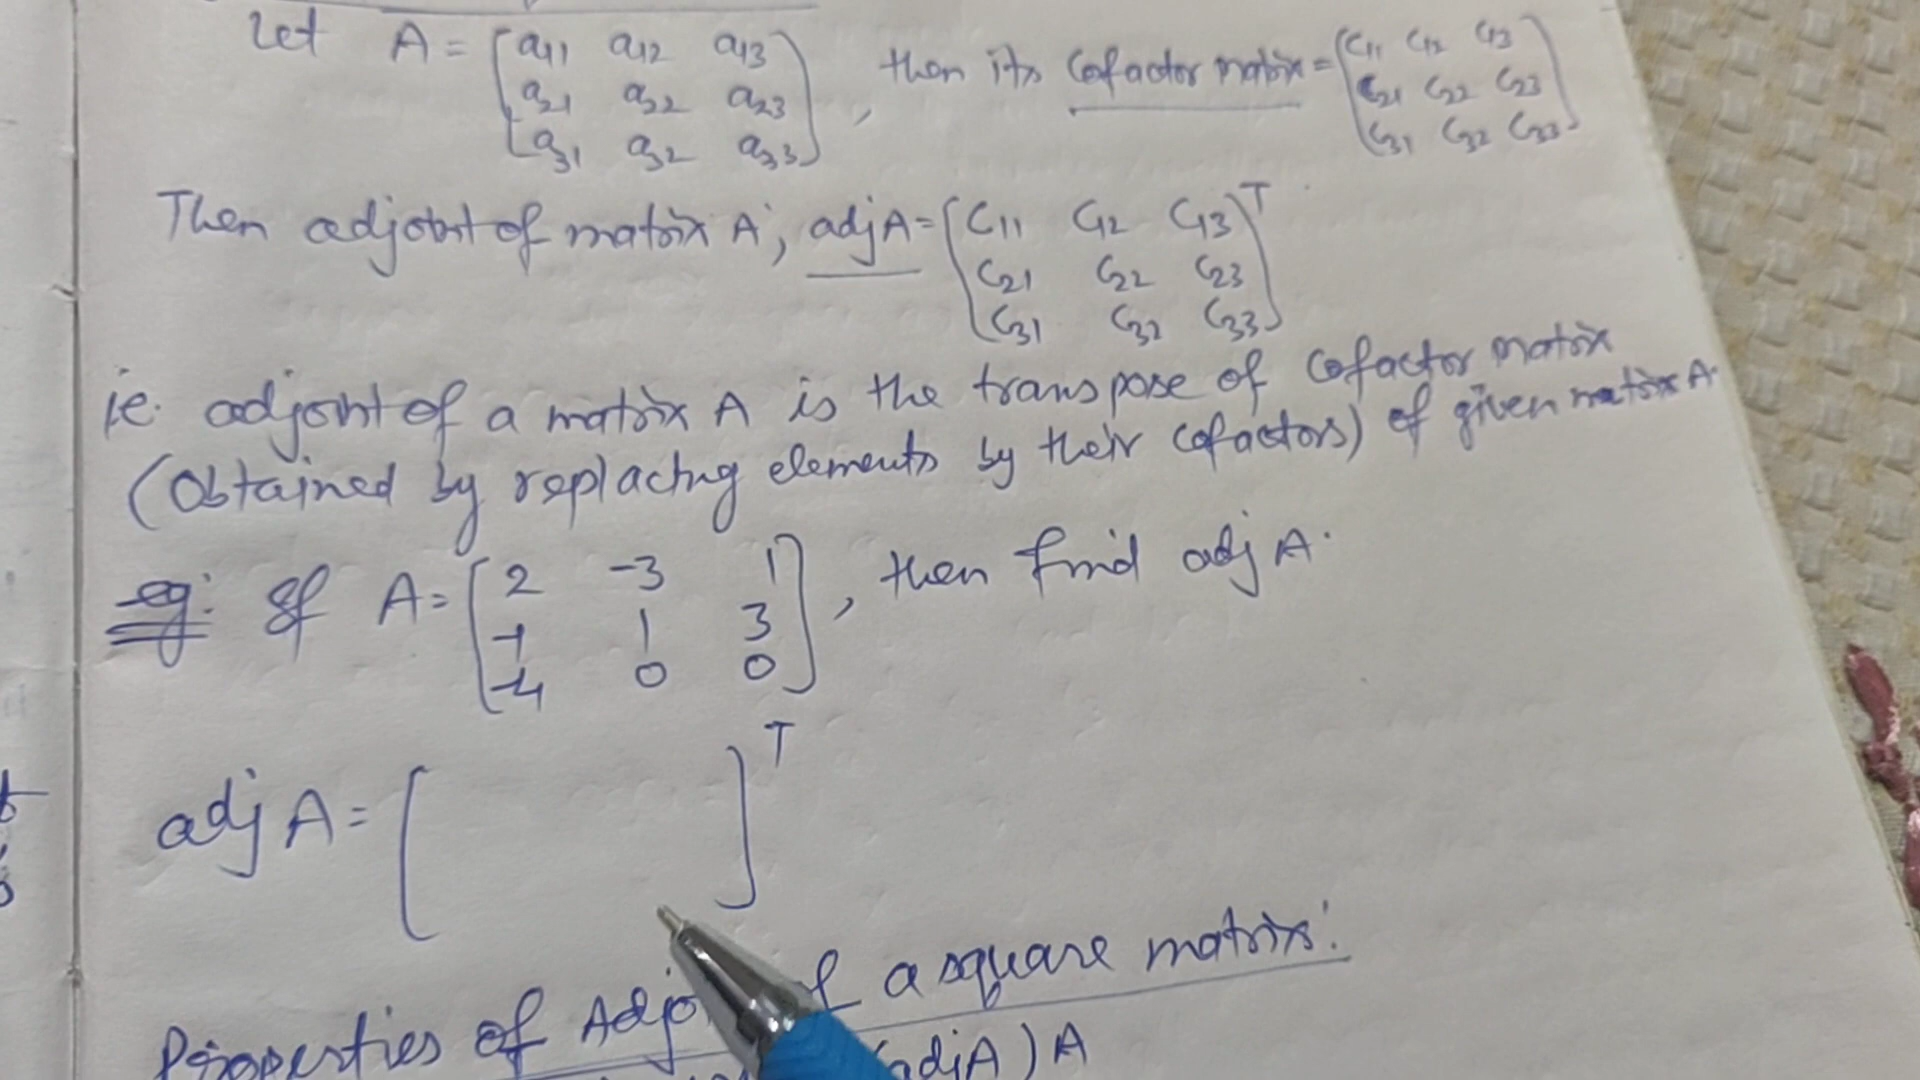 Let A = [a11 a12 a13
a21 a22 a23
a31 a32 a33], then its cofactor matrix = [C11 C12 C13
C21 C22 C23
C31 C32 C33]
Then adjoint of matrix A, adjA = [C11 C12 C13
C21 C22 C23
C31 C32 C33]T
ie. adjoint of a matrix A is the transpose of cofactor matrix
(obtained by replacing elements by their cofactors) of given matrix A.
eg: If A = [2 -3 1
-1 1 3
-4 0 0], then find adj A.
adj A = [ ]T
Properties of of a square matrix:
adjA) A